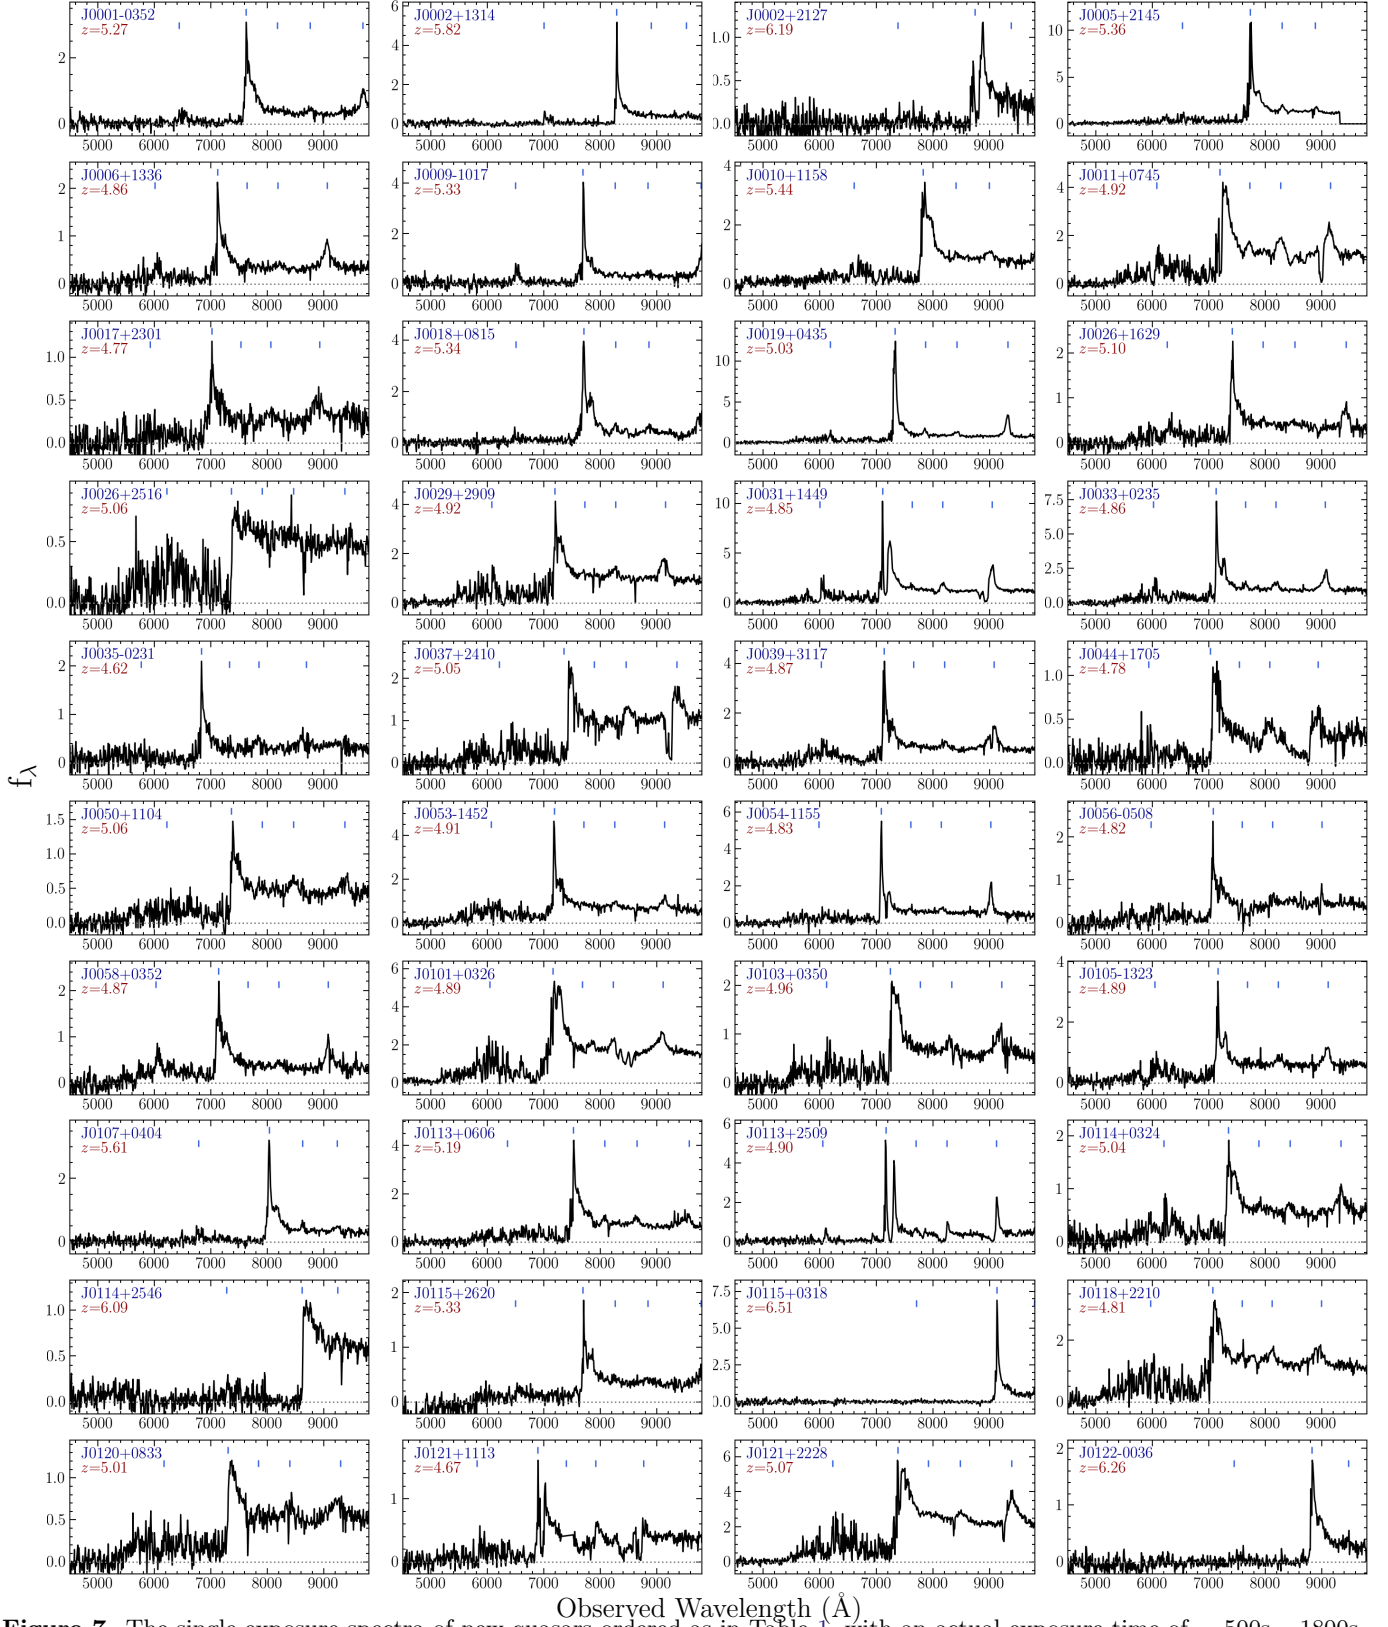 J0001-0352
z=5.27
J0002+1314
z=5.82
J0002+2127
z=6.19
J0005+2145
z=5.36
J0006+1336
z=4.86
J0009-1017
z=5.33
J0010+1158
z=5.44
J0011+0745
z=4.92
J0017+2301
z=4.77
J0018+0815
z=5.34
J0019+0435
z=5.03
J0026+1629
z=5.10
J0026+2516
z=5.06
J0029+2909
z=4.92
J0031+1449
z=4.85
J0033+0235
z=4.86
J0035-0231
z=4.62
J0037+2410
z=5.05
J0039+3117
z=4.87
J0044+1705
z=4.78
J0050+1104
z=5.06
J0053-1452
z=4.91
J0054-1155
z=4.83
J0056-0508
z=4.82
J0058+0352
z=4.87
J0101+0326
z=4.89
J0103+0350
z=4.96
J0105-1323
z=4.89
J0107+0404
z=5.61
J0113+0606
z=5.19
J0113+2509
z=4.90
J0114+0324
z=5.04
J0114+2546
z=6.09
J0115+2620
z=5.33
J0115+0318
z=6.51
J0118+2210
z=4.81
J0120+0833
z=5.01
J0121+1113
z=4.67
J0121+2228
z=5.07
J0122-0036
z=6.26
5000 6000 7000 8000 9000
fλ
Observed Wavelength (Å)